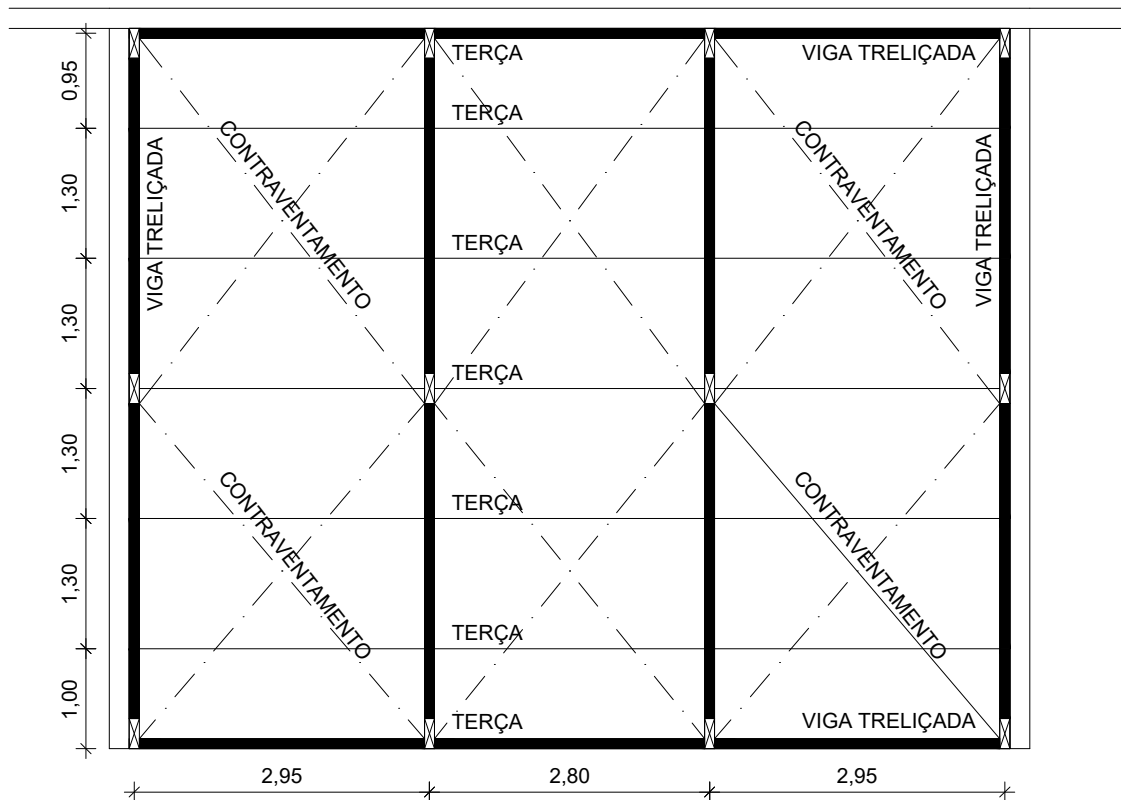 TERÇA
VIGA TRELIÇADA
0,95
TERÇA
CONTRAVENTAMENTO
CONTRAVENTAMENTO
VIGA TRELIÇADA
VIGA TRELIÇADA
1,30
TERÇA
1,30
TERÇA
1,30
CONTRAVENTAMENTO
CONTRAVENTAMENTO
TERÇA
1,30
TERÇA
1,00
TERÇA
VIGA TRELIÇADA
2,95
2,80
2,95